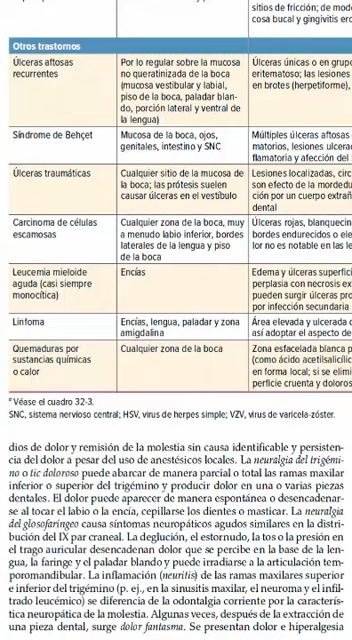 sitios de fricción; de mode
cosa bucal y gingivitis ero
Otros trastornos
Úlceras aftosas
recurrentes
Por lo regular sobre la mucosa
no queratinizada de la boca
(mucosa vestibular y labial,
piso de la boca, paladar blan-
do, porción lateral y ventral de
la lengua)
Úlceras únicas o en grupo
eritematoso; las lesiones
en brotes (herpetiforme),
Síndrome de Behçet
Mucosa de la boca, ojos,
genitales, intestino y SNC
Múltiples úlceras aftosas
matorios, lesiones ulcera
flamatoria y afección del
Úlceras traumáticas
Cualquier sitio de la mucosa de
la boca; las prótesis suelen
causar úlceras en el vestíbulo
Lesiones localizadas, circ
son efecto de la mordedu
ción por un cuerpo extrañ
dental
Carcinoma de células
escamosas
Cualquier zona de la boca, muy
a menudo labio inferior, bordes
laterales de la lengua y piso
de la boca
Úlceras rojas, blanquecin
bordes endurecidos o ele
lor no es notable en las le
Leucemia mieloide
aguda (casi siempre
monocítica)
Encías
Edema y úlceras superfici
perplasia con necrosis ex
pueden surgir úlceras pro
por infección secundaria
Linfoma
Encías, lengua, paladar y zona
amigdalina
Área elevada y ulcerada q
así adoptar el aspecto de
Quemaduras por
sustancias químicas
o calor
Cualquier zona de la boca
Zona esfacelada blanca p
(como ácido acetilsalicílic
en forma local; si se elimi
perficie cruenta y doloros
ª Véase el cuadro 32-3.
SNC, sistema nervioso central; HSV, virus de herpes simple; VZV, virus de varicela-zóster.
dios de dolor y remisión de la molestia sin causa identificable y persisten-
cia del dolor a pesar del uso de anestésicos locales. La neuralgia del trigémi-
no o tic doloroso puede abarcar de manera parcial o total las ramas maxilar
inferior o superior del trigémino y producir dolor en una o varias piezas
dentales. El dolor puede aparecer de manera espontánea o desencadenar-
se al tocar el labio o la encía, cepillarse los dientes o masticar. La neuralgia
del glosofaríngeo causa síntomas neuropáticos agudos similares en la distri-
bución del IX par craneal. La deglución, el estornudo, la tos o la presión en
el trago auricular desencadenan dolor que se percibe en la base de la len-
gua, la faringe y el paladar blando y puede irradiarse a la articulación tem-
poromandibular. La inflamación (neuritis) de las ramas maxilares superior
e inferior del trigémino (p. ej., en la sinusitis maxilar, el neuroma y el infil-
trado leucémico) se diferencia de la odontalgia corriente por la caracterís-
tica neuropática de la molestia. Algunas veces, después de la extracción de
una pieza dental, surge dolor fantasma. Se presentan dolor e hiperalgesia